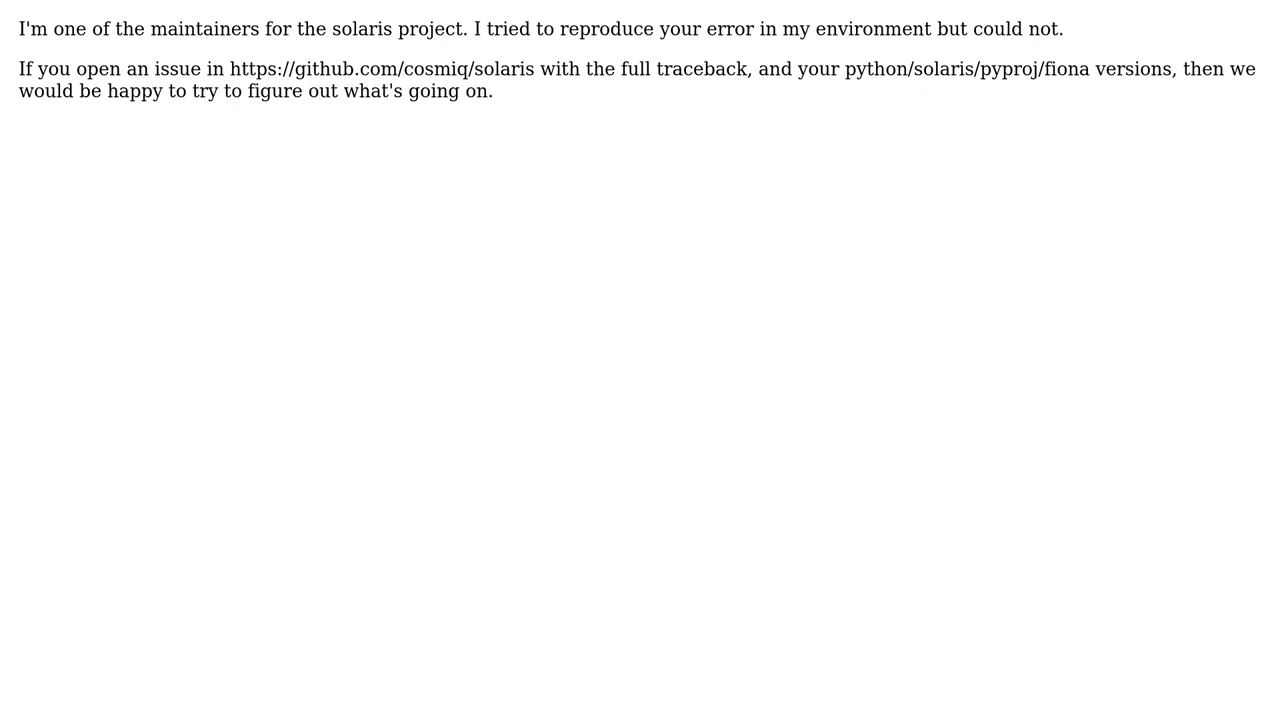 I'm one of the maintainers for the solaris project. I tried to reproduce your error in my environment but could not.
If you open an issue in https://github.com/cosmiq/solaris with the full traceback, and your python/solaris/pyproj/fiona versions, then we
would be happy to try to figure out what's going on.